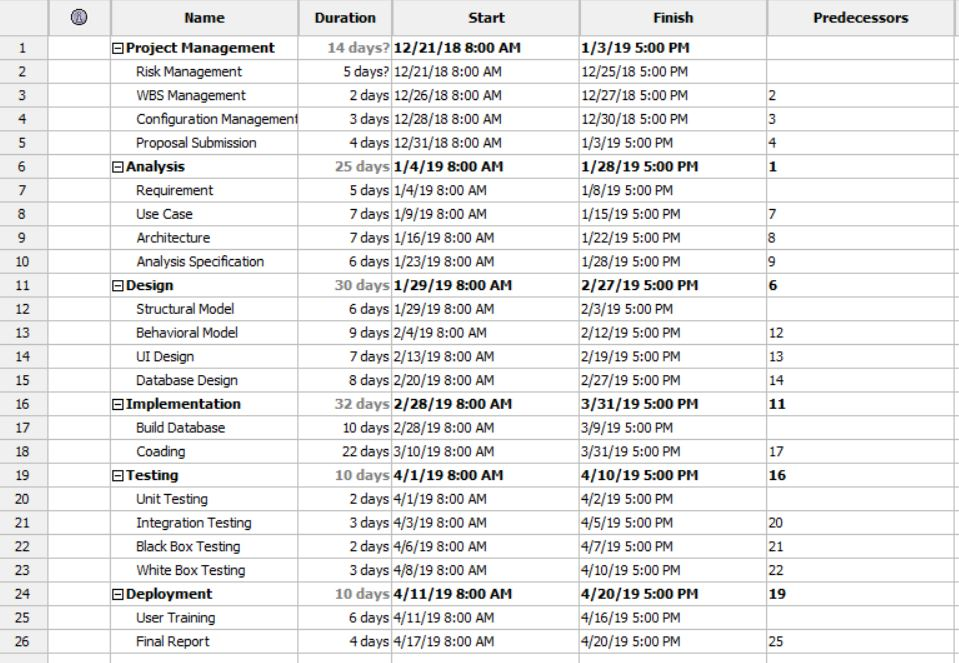 Name Duration Start Finish Predecessors
1 Project Management 14 days? 12/21/18 8:00 AM 1/3/19 5:00 PM
2 Risk Management 5 days? 12/21/18 8:00 AM 12/25/18 5:00 PM
3 WBS Management 2 days 12/26/18 8:00 AM 12/27/18 5:00 PM 2
4 Configuration Management 3 days 12/28/18 8:00 AM 12/30/18 5:00 PM 3
5 Proposal Submission 4 days 12/31/18 8:00 AM 1/3/19 5:00 PM 4
6 Analysis 25 days 1/4/19 8:00 AM 1/28/19 5:00 PM 1
7 Requirement 5 days 1/4/19 8:00 AM 1/8/19 5:00 PM
8 Use Case 7 days 1/9/19 8:00 AM 1/15/19 5:00 PM 7
9 Architecture 7 days 1/16/19 8:00 AM 1/22/19 5:00 PM 8
10 Analysis Specification 6 days 1/23/19 8:00 AM 1/28/19 5:00 PM 9
11 Design 30 days 1/29/19 8:00 AM 2/27/19 5:00 PM 6
12 Structural Model 6 days 1/29/19 8:00 AM 2/3/19 5:00 PM
13 Behavioral Model 9 days 2/4/19 8:00 AM 2/12/19 5:00 PM 12
14 UI Design 7 days 2/13/19 8:00 AM 2/19/19 5:00 PM 13
15 Database Design 8 days 2/20/19 8:00 AM 2/27/19 5:00 PM 14
16 Implementation 32 days 2/28/19 8:00 AM 3/31/19 5:00 PM 11
17 Build Database 10 days 2/28/19 8:00 AM 3/9/19 5:00 PM
18 Coading 22 days 3/10/19 8:00 AM 3/31/19 5:00 PM 17
19 Testing 10 days 4/1/19 8:00 AM 4/10/19 5:00 PM 16
20 Unit Testing 2 days 4/1/19 8:00 AM 4/2/19 5:00 PM
21 Integration Testing 3 days 4/3/19 8:00 AM 4/5/19 5:00 PM 20
22 Black Box Testing 2 days 4/6/19 8:00 AM 4/7/19 5:00 PM 21
23 White Box Testing 3 days 4/8/19 8:00 AM 4/10/19 5:00 PM 22
24 Deployment 10 days 4/11/19 8:00 AM 4/20/19 5:00 PM 19
25 User Training 6 days 4/11/19 8:00 AM 4/16/19 5:00 PM
26 Final Report 4 days 4/17/19 8:00 AM 4/20/19 5:00 PM 25